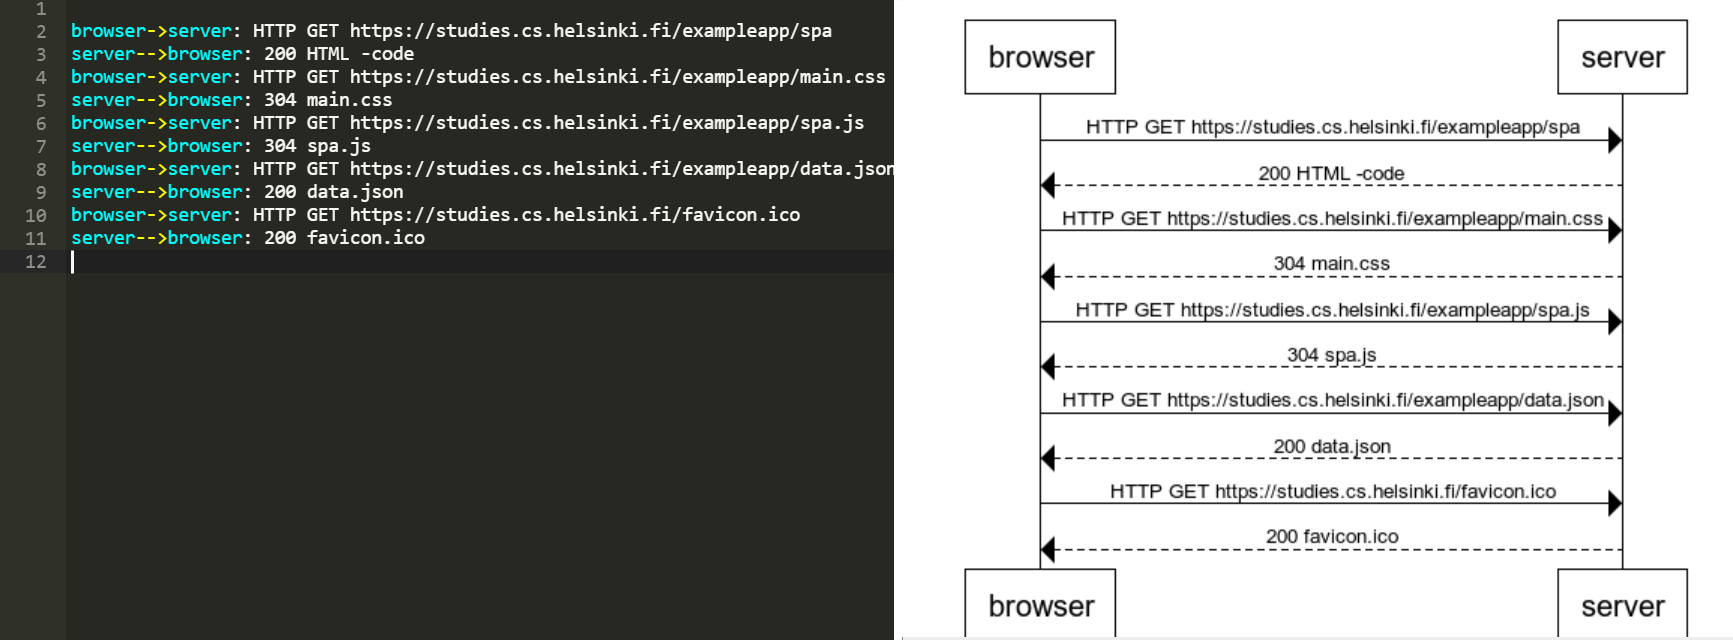 1
2 browser->server: HTTP GET https://studies.cs.helsinki.fi/exampleapp/spa
3 server-->browser: 200 HTML -code
4 browser->server: HTTP GET https://studies.cs.helsinki.fi/exampleapp/main.css
5 server-->browser: 304 main.css
6 browser->server: HTTP GET https://studies.cs.helsinki.fi/exampleapp/spa.js
7 server-->browser: 304 spa.js
8 browser->server: HTTP GET https://studies.cs.helsinki.fi/exampleapp/data.json
9 server-->browser: 200 data.json
10 browser->server: HTTP GET https://studies.cs.helsinki.fi/favicon.ico
11 server-->browser: 200 favicon.ico
12
browser server
HTTP GET https://studies.cs.helsinki.fi/exampleapp/spa
200 HTML -code
HTTP GET https://studies.cs.helsinki.fi/exampleapp/main.css
304 main.css
HTTP GET https://studies.cs.helsinki.fi/exampleapp/spa.js
304 spa.js
HTTP GET https://studies.cs.helsinki.fi/exampleapp/data.json
200 data.json
HTTP GET https://studies.cs.helsinki.fi/favicon.ico
200 favicon.ico
browser server